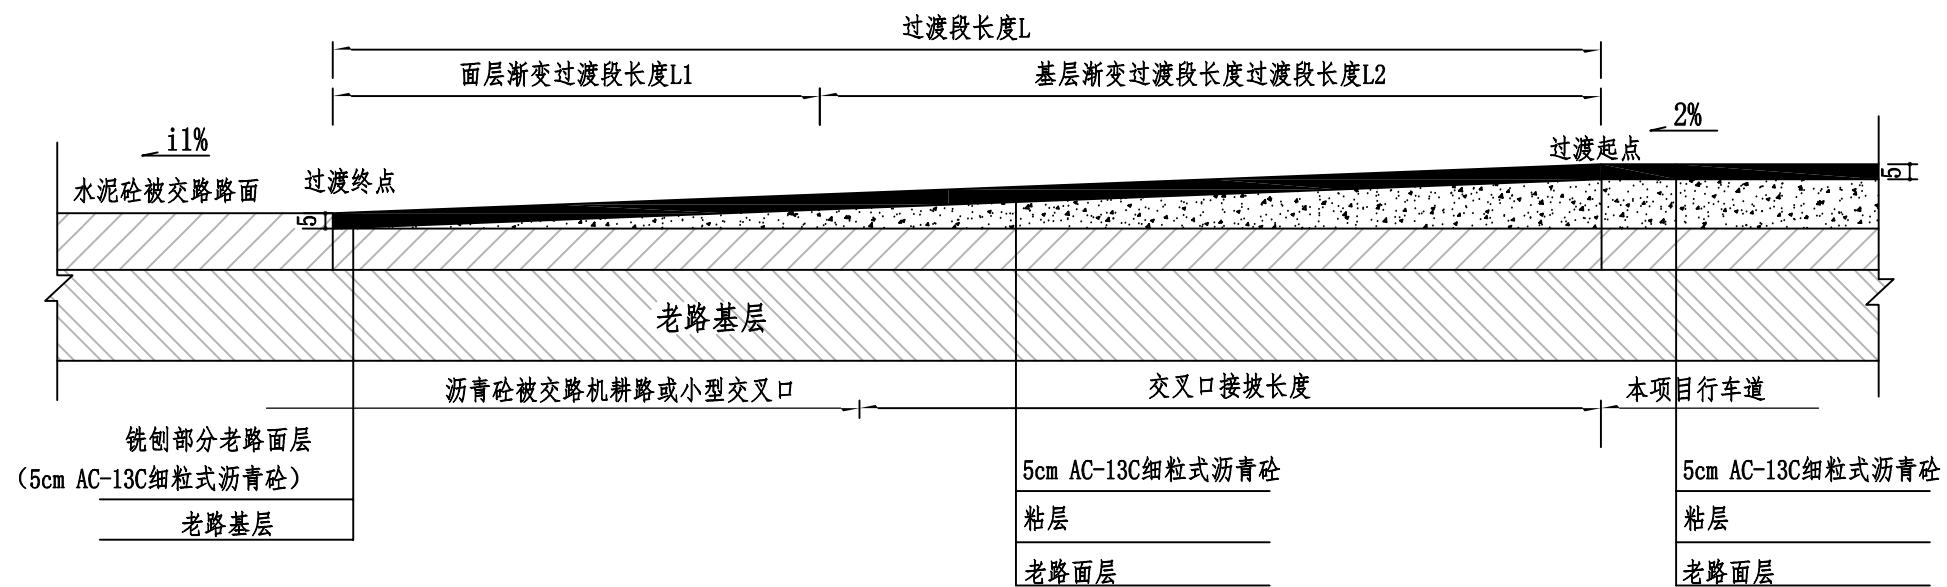 过渡段长度L
面层渐变过渡段长度L1
基层渐变过渡段长度过渡段长度L2
i1%
2%
水泥砼被交路路面
过渡终点
过渡起点
5
5
老路基层
沥青砼被交路机耕路或小型交叉口
交叉口接坡长度
本项目行车道
铣刨部分老路面层
（5cm AC-13C细粒式沥青砼）
老路基层
5cm AC-13C细粒式沥青砼
粘层
老路面层
5cm AC-13C细粒式沥青砼
粘层
老路面层